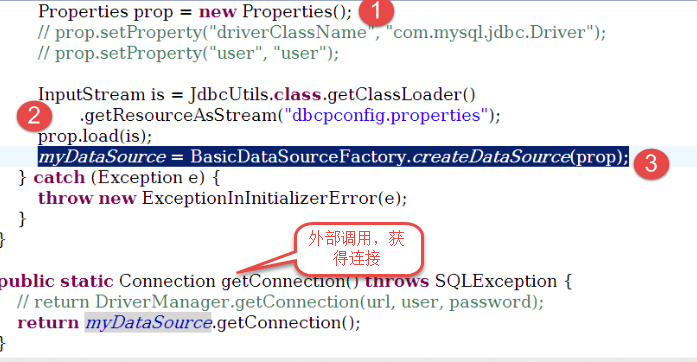 Properties prop = new Properties(); 1
// prop.setProperty("driverClassName", "com.mysql.jdbc.Driver");
// prop.setProperty("user", "user");
InputStream is = JdbcUtils.class.getClassLoader()
2 .getResourceAsStream("dbcpconfig.properties");
prop.load(is);
myDataSource = BasicDataSourceFactory.createDataSource(prop); 3
} catch (Exception e) {
throw new ExceptionInInitializerError(e);
}
}
外部调用，获
得连接
public static Connection getConnection() throws SQLException {
// return DriverManager.getConnection(url, user, password);
return myDataSource.getConnection();
}